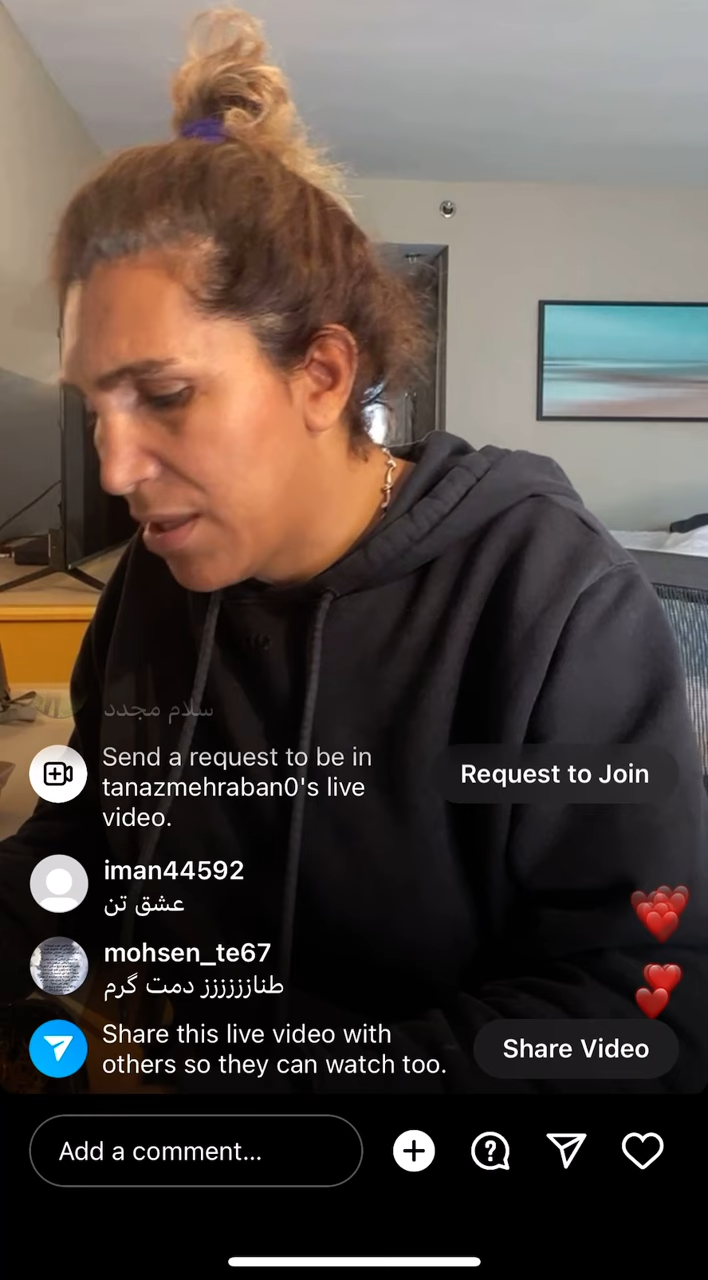 سلام مجدد
Send a request to be in
tanazmehraban0's live
video.
Request to Join
iman44592
عشق تن
mohsen_te67
طنازززززز دمت گرم
Share this live video with
others so they can watch too.
Share Video
Add a comment...